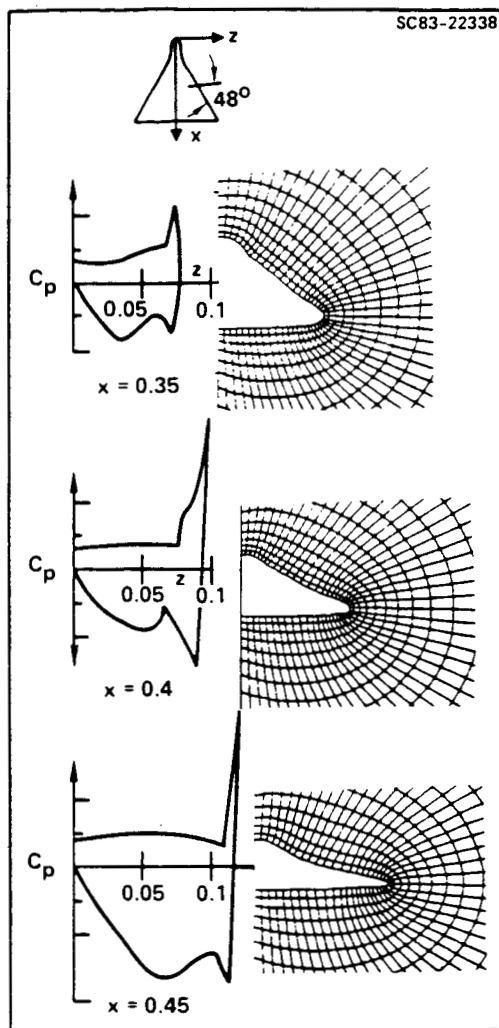 SC83-22338
z
48°
x
Cp
z
0.05
0.1
x = 0.35
Cp
z
0.05
0.1
x = 0.4
Cp
0.05
0.1
x = 0.45